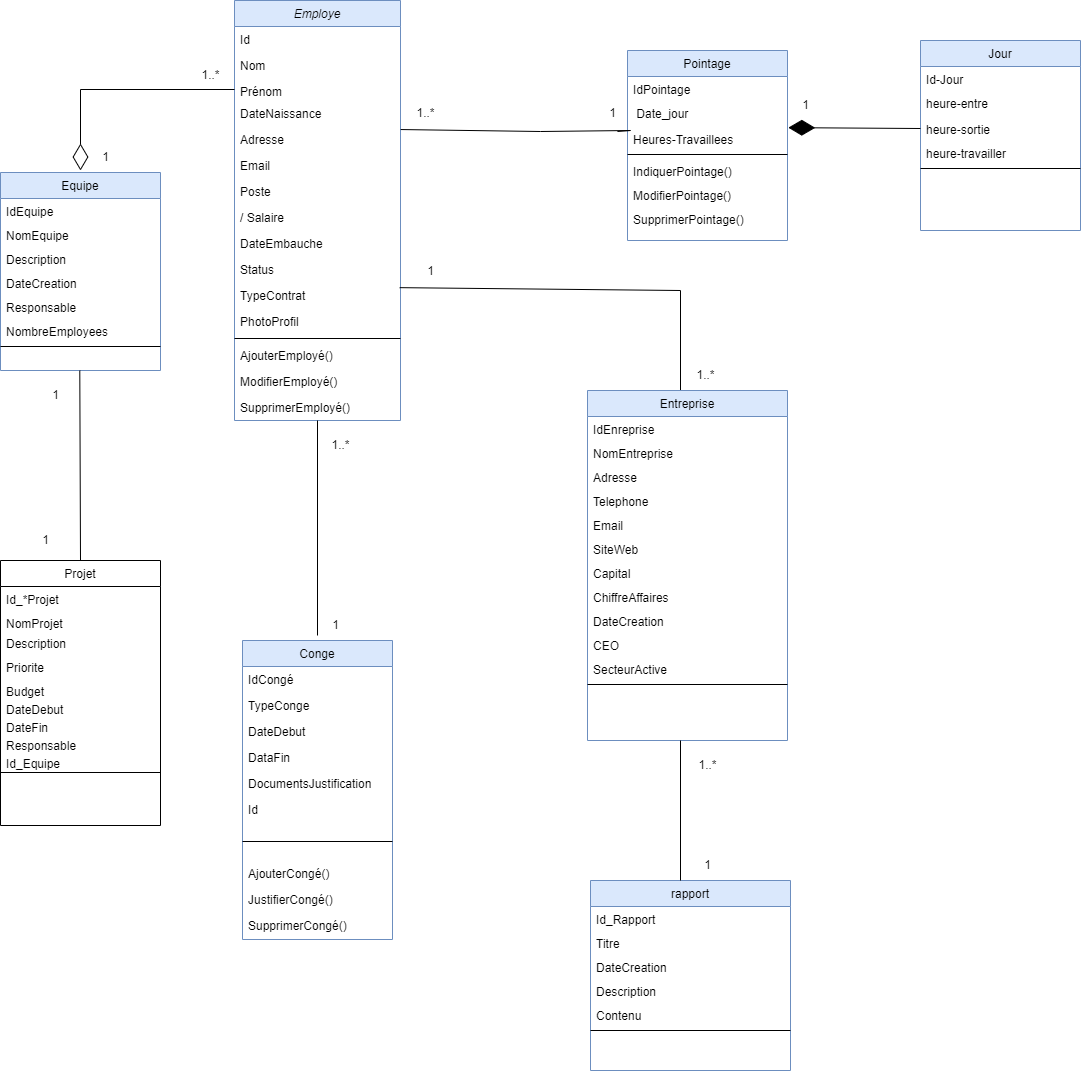 Employe
Id
Nom
Prénom
DateNaissance
Adresse
Email
Poste
/ Salaire
DateEmbauche
Status
TypeContrat
PhotoProfil
AjouterEmployé()
ModifierEmployé()
SupprimerEmployé()
1..*
1
Equipe
IdEquipe
NomEquipe
Description
DateCreation
Responsable
NombreEmployees
1
1
Projet
Id_*Projet
NomProjet
Description
Priorite
Budget
DateDebut
DateFin
Responsable
Id_Equipe
1..*
1
Pointage
IdPointage
Date_jour
Heures-Travaillees
IndiquerPointage()
ModifierPointage()
SupprimerPointage()
1
Jour
Id-Jour
heure-entre
heure-sortie
heure-travailler
1
1..*
Entreprise
IdEnreprise
NomEntreprise
Adresse
Telephone
Email
SiteWeb
Capital
ChiffreAffaires
DateCreation
CEO
SecteurActive
1..*
1
Conge
IdCongé
TypeConge
DateDebut
DataFin
DocumentsJustification
Id
AjouterCongé()
JustifierCongé()
SupprimerCongé()
1..*
1
rapport
Id_Rapport
Titre
DateCreation
Description
Contenu